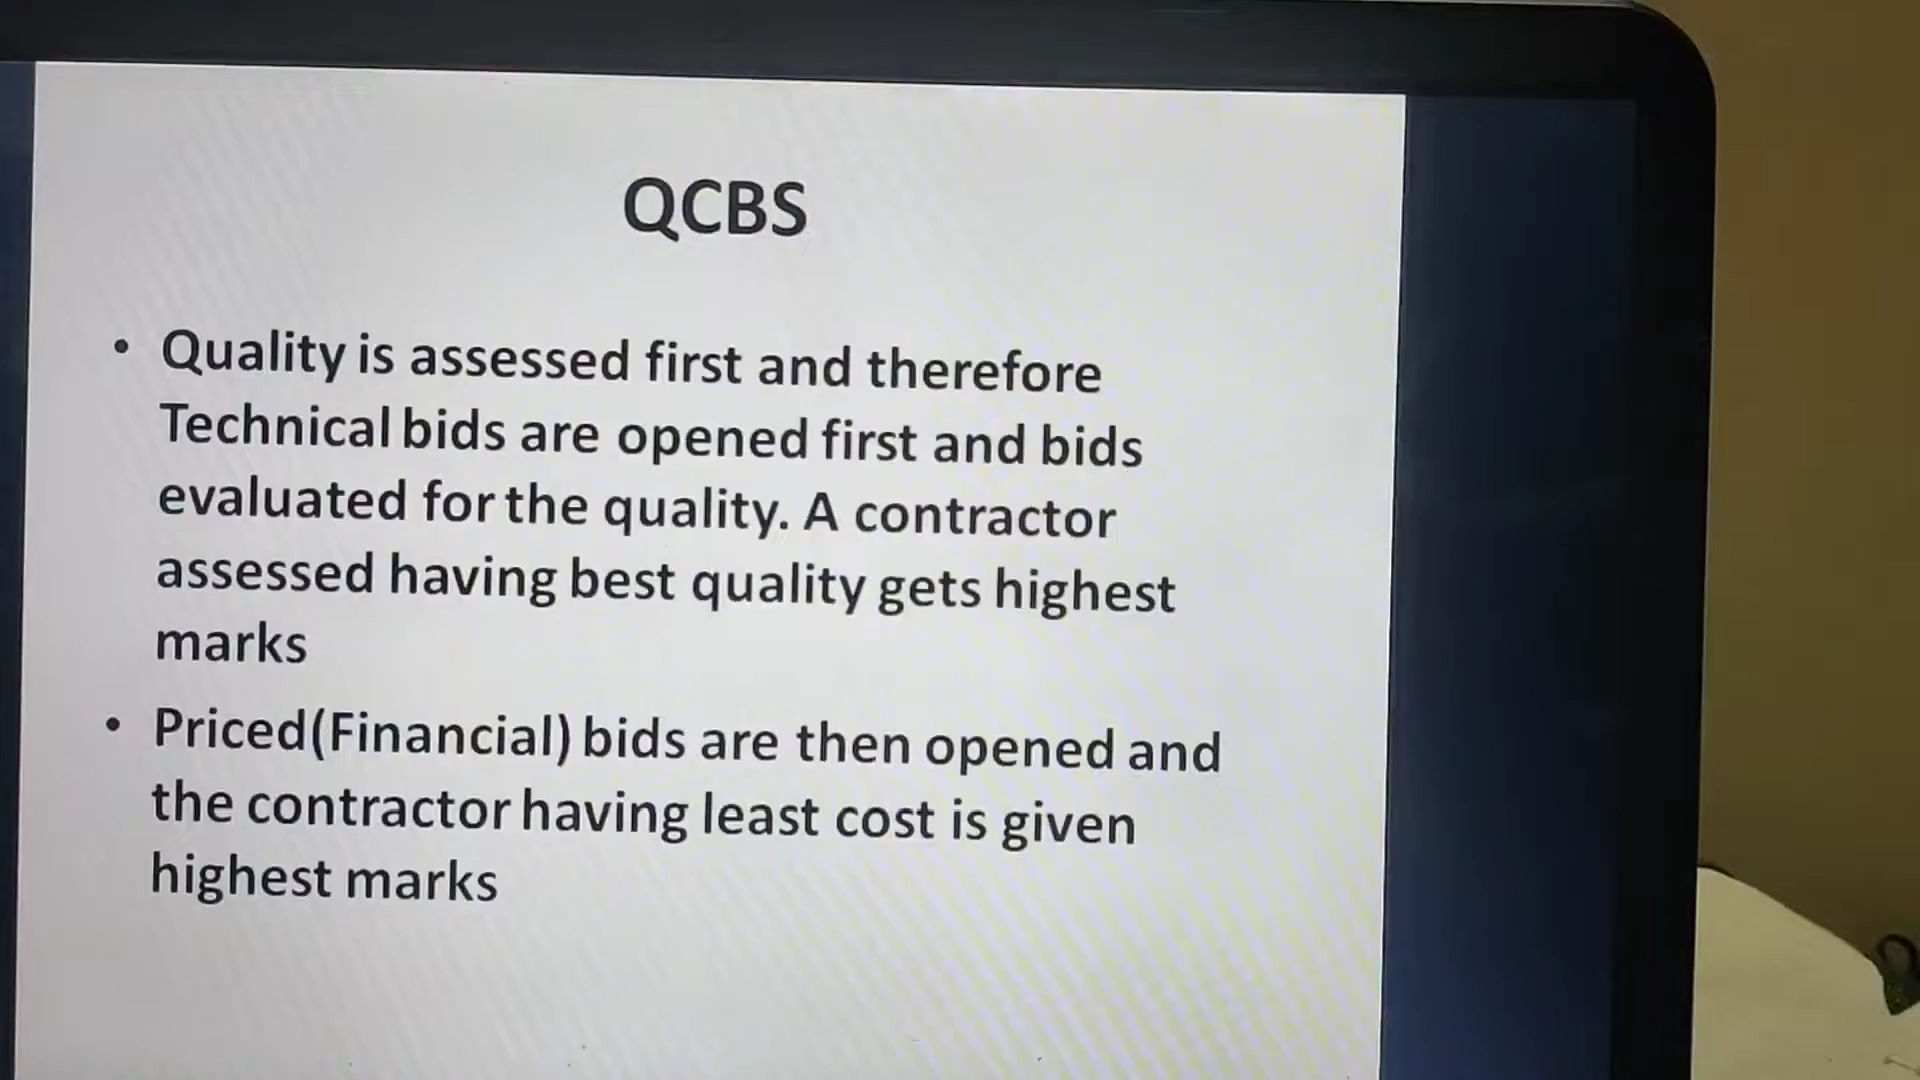 QCBS
• Quality is assessed first and therefore
Technical bids are opened first and bids
evaluated for the quality. A contractor
assessed having best quality gets highest
marks
• Priced(Financial) bids are then opened and
the contractor having least cost is given
highest marks